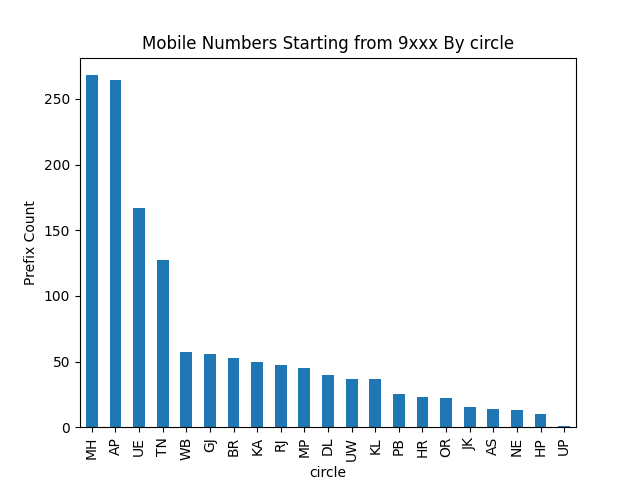 Mobile Numbers Starting from 9xxx By circle
Prefix Count
250
200
150
100
50
0
MH AP UE TN WB GJ BR KA RJ MP DL UW KL PB HR OR JK AS NE HP UP
circle